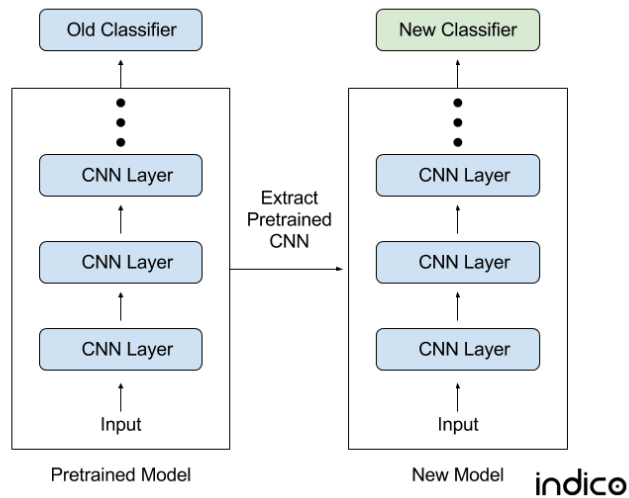 Old Classifier
CNN Layer
CNN Layer
CNN Layer
Input
Pretrained Model
Extract
Pretrained
CNN
New Classifier
CNN Layer
CNN Layer
CNN Layer
Input
New Model
indico